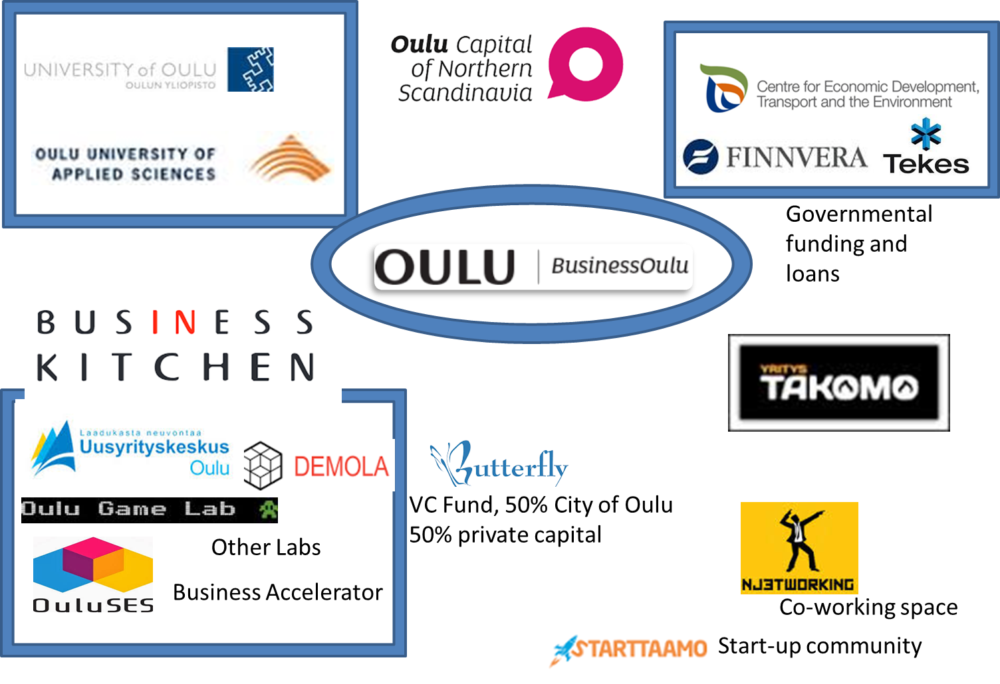 UNIVERSITY of OULU
OULUN YLIOPISTO
OULU UNIVERSITY OF
APPLIED SCIENCES
Oulu Capital
of Northern
Scandinavia
Centre for Economic Development,
Transport and the Environment
FINNVERA
Tekes
Governmental
funding and
loans
OULU | BusinessOulu
BUSINESS
KITCHEN
YRITYS
TAKOMO
Laadukasta neuvontaa
Uusyrityskeskus
Oulu
DEMOLA
Oulu Game Lab
Other Labs
OuluSES
Business Accelerator
Butterfly
VC Fund, 50% City of Oulu
50% private capital
NJ3TWORKING
Co-working space
STARTTAAMO
Start-up community